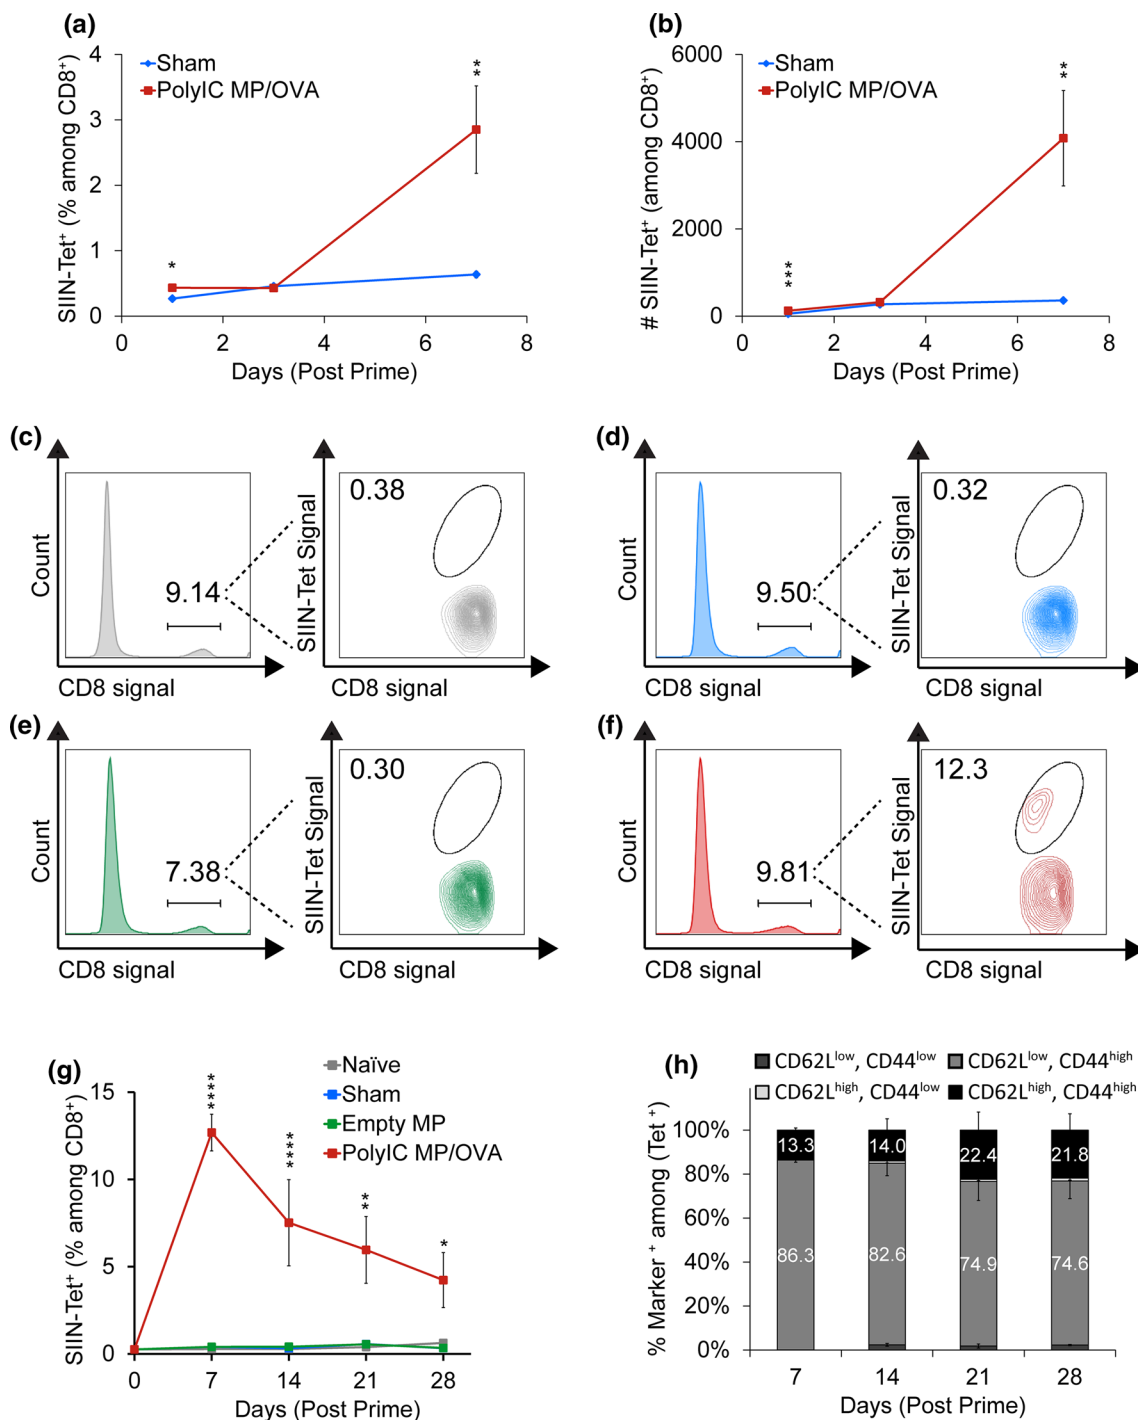 (a)
SIIN-Tet⁺ (% among CD8⁺)
4
3
2
1
0
Sham
PolyIC MP/OVA
*
**
0 2 4 6 8
Days (Post Prime)
(b)
# SIIN-Tet⁺ (among CD8⁺)
6000
4000
2000
0
Sham
PolyIC MP/OVA
***
**
0 2 4 6 8
Days (Post Prime)
(c)
Count
9.14
CD8 signal
SIIN-Tet Signal
0.38
CD8 signal
(d)
Count
9.50
CD8 signal
SIIN-Tet Signal
0.32
CD8 signal
(e)
Count
7.38
CD8 signal
SIIN-Tet Signal
0.30
CD8 signal
(f)
Count
9.81
CD8 signal
SIIN-Tet Signal
12.3
CD8 signal
(g)
Naïve
Sham
Empty MP
PolyIC MP/OVA
SIIN-Tet⁺ (% among CD8⁺)
15
10
5
0
****
****
**
*
0 7 14 21 28
Days (Post Prime)
(h)
CD62Lˡᵒʷ, CD44ˡᵒʷ CD62Lˡᵒʷ, CD44ʰⁱᵍʰ
CD62Lʰⁱᵍʰ, CD44ˡᵒʷ CD62Lʰⁱᵍʰ, CD44ʰⁱᵍʰ
% Marker ⁺ among (Tet ⁺)
100%
80%
60%
40%
20%
0%
13.3 14.0 22.4 21.8
86.3 82.6 74.9 74.6
7 14 21 28
Days (Post Prime)